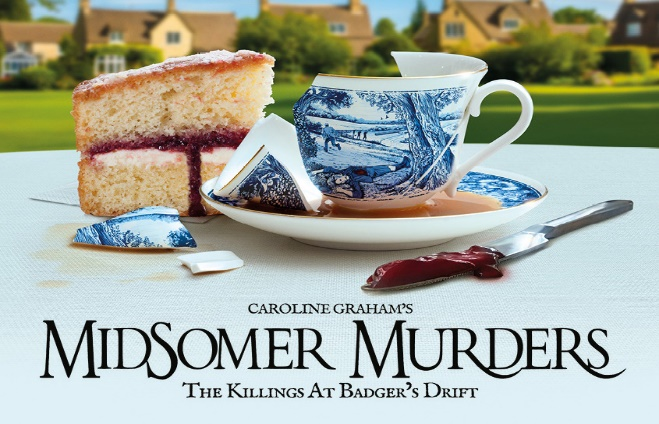 CAROLINE GRAHAM'S
MIDSOMER MURDERS
THE KILLINGS AT BADGER'S DRIFT